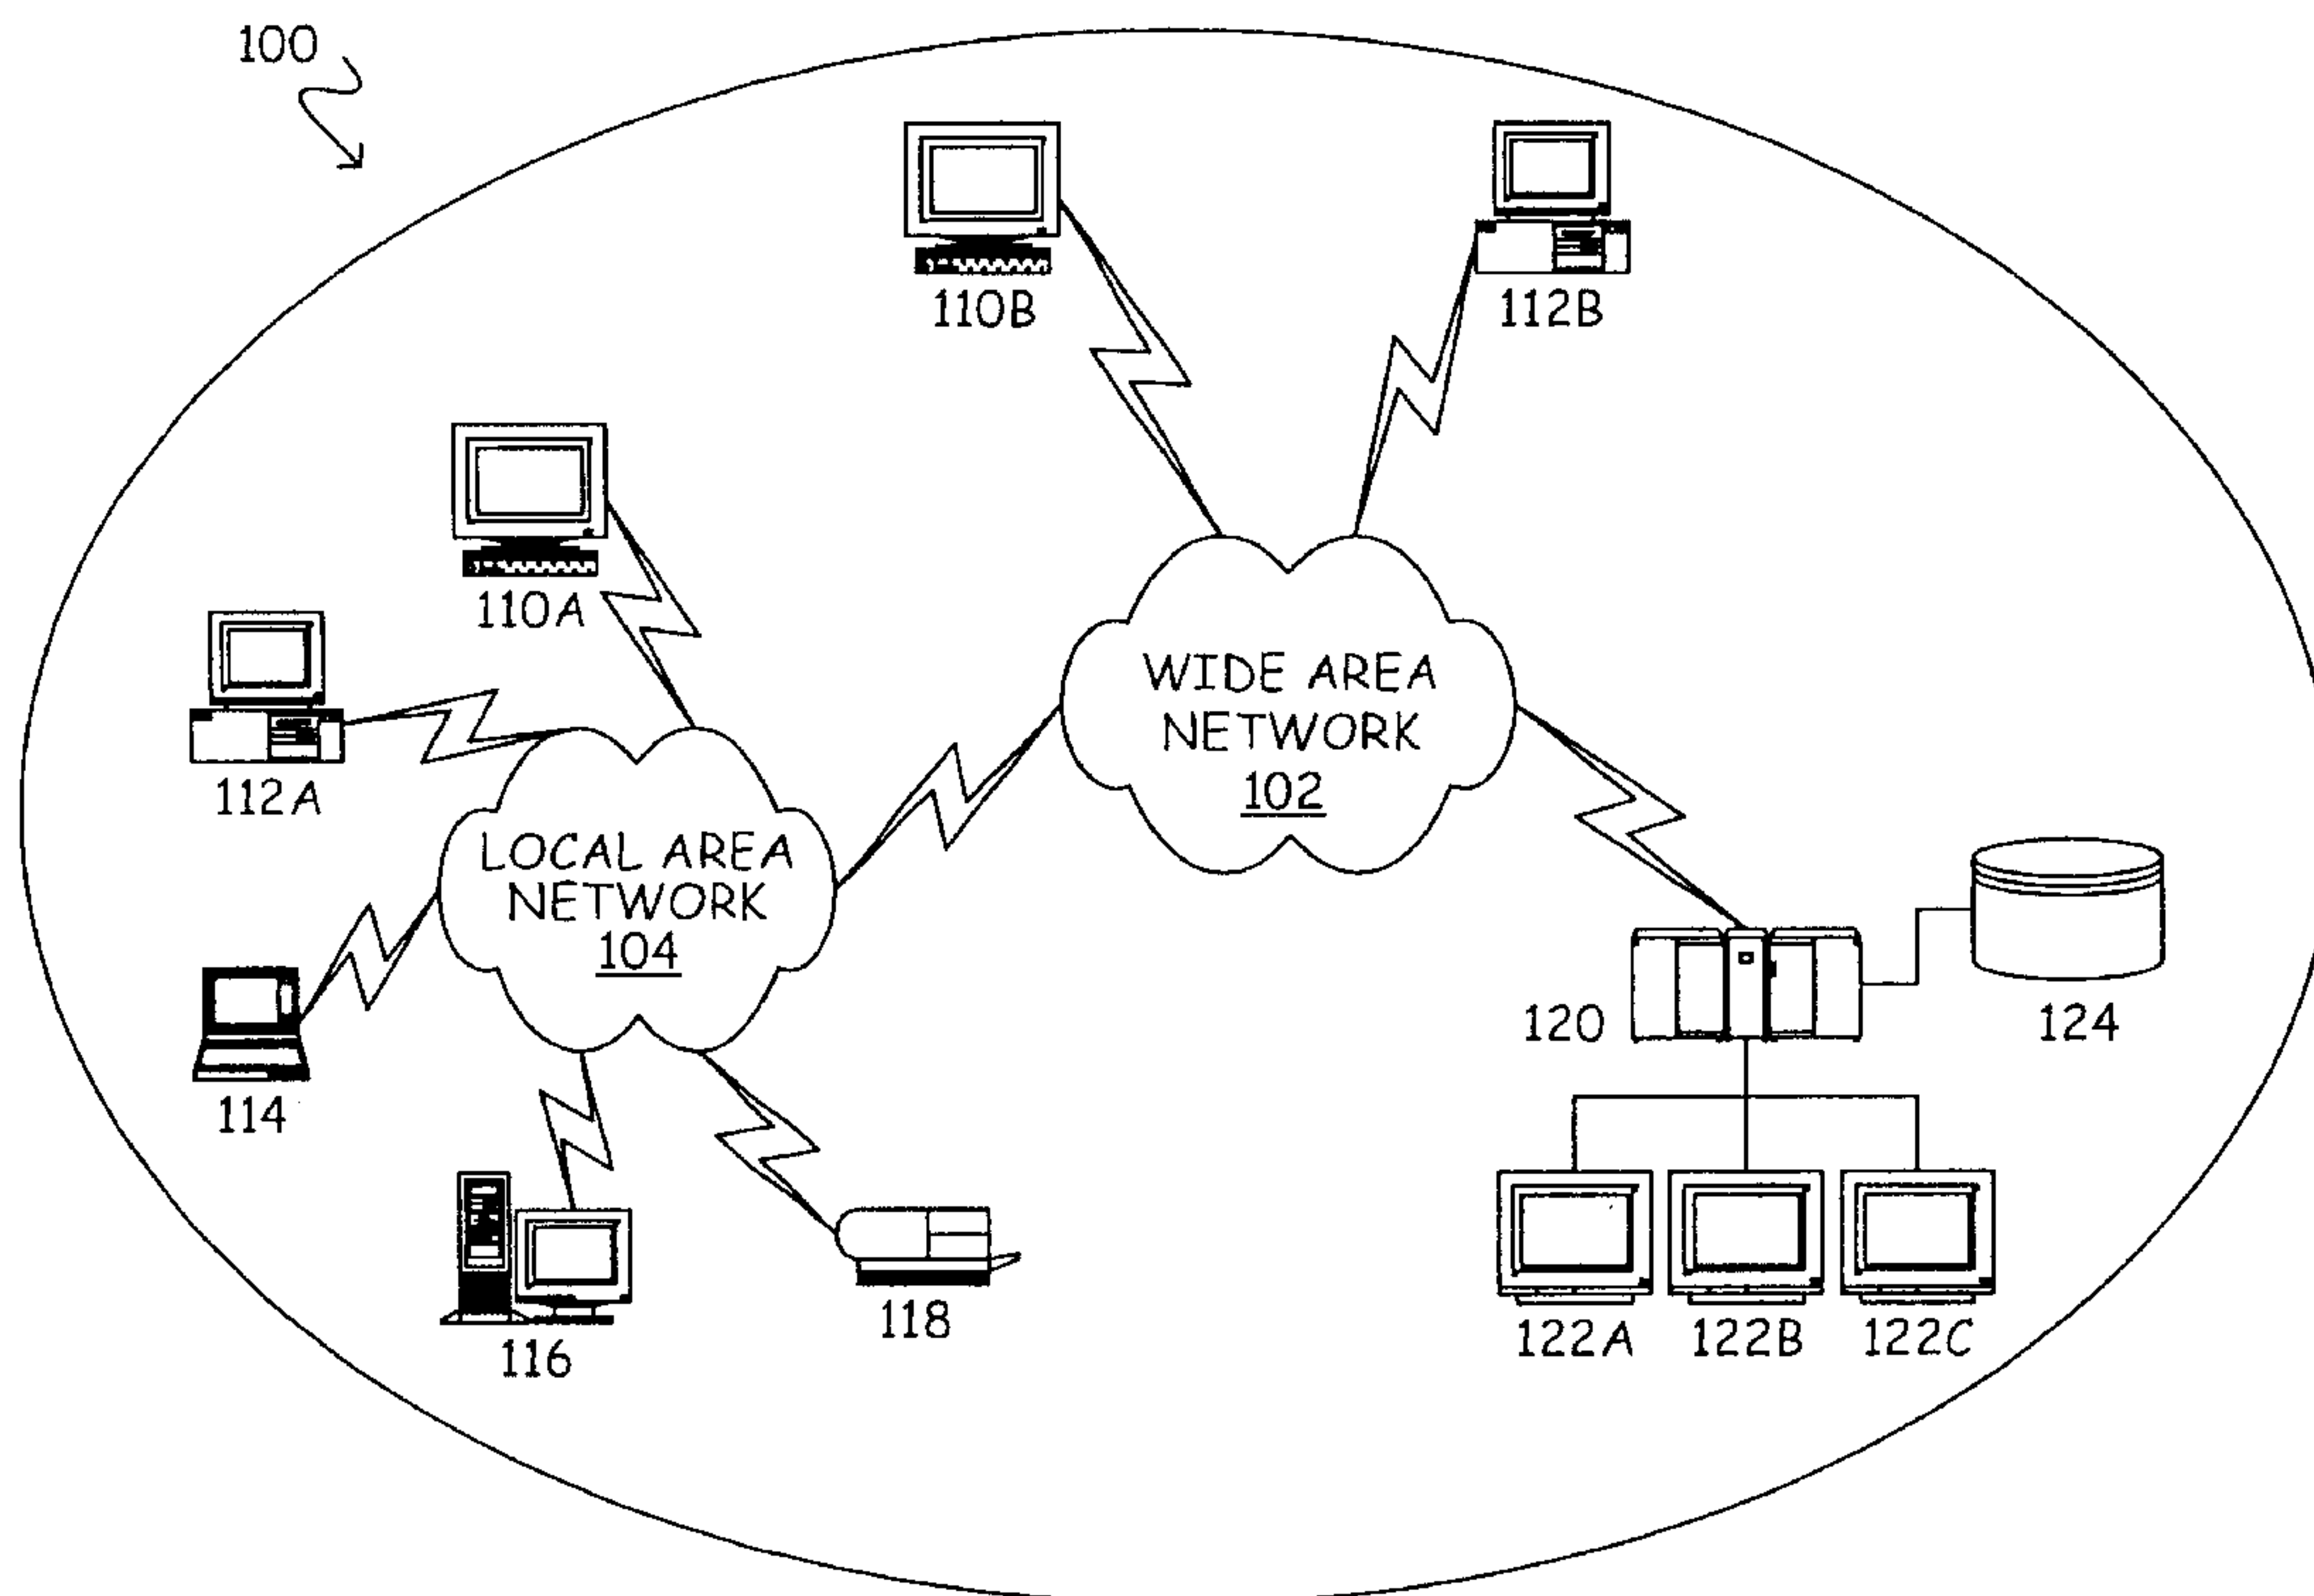 100
110B
112B
110A
WIDE AREA
NETWORK
102
112A
LOCAL AREA
NETWORK
104
120
124
114
118
116
122A
122B
122C